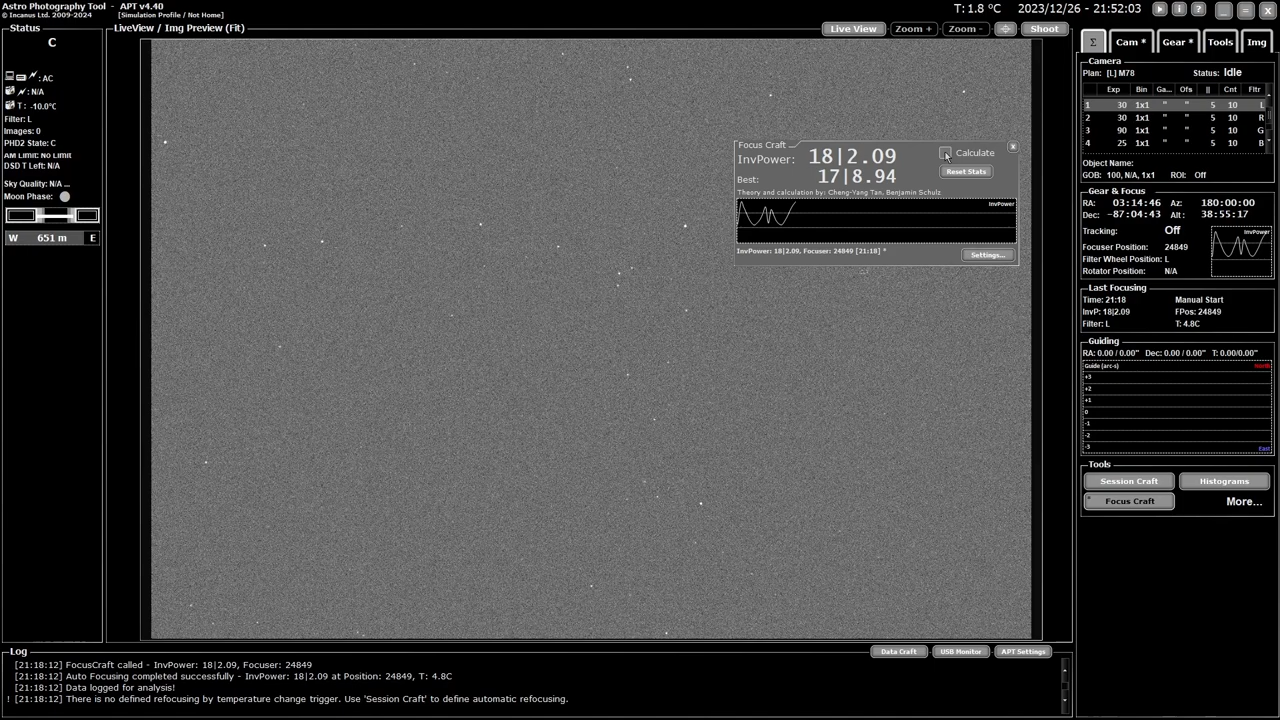 Astro Photography Tool - APT v4.40
© Incanus Ltd. 2009-2024 [Simulation Profile / Not Home]
T: 1.8 °C 2023/12/26 - 21:52:03
Status
C
: AC
: N/A
T : -10.0°C
Filter: L
Images: 0
PHD2 State: C
AM Limit: No Limit
DSD T Left: N/A
Sky Quality: N/A ...
Moon Phase:
W 651 m E
LiveView / Img Preview (Fit)
Live View Zoom + Zoom - Shoot
Focus Craft
InvPower: 18|2.09 Calculate
Best: 17|8.94 Reset Stats
Theory and calculation by: Cheng-Yang Tan, Benjamin Schulz
InvPower
InvPower: 18|2.09, Focuser: 24849 [21:18] *
Settings...
Σ Cam * Gear * Tools Img
Camera
Plan: [L] M78 Status: Idle
Exp Bin Ga... Ofs || Cnt Fltr
1 30 1x1 " " 5 10 L
2 30 1x1 " " 5 10 R
3 90 1x1 " " 5 10 G
4 25 1x1 " " 5 10 B
Object Name:
GOB: 100, N/A, 1x1 ROI: Off
Gear & Focus
RA: 03:14:46 Az: 180:00:00
Dec: -87:04:43 Alt : 38:55:17
Tracking: Off
Focuser Position: 24849
Filter Wheel Position: L
Rotator Position: N/A
InvPower
Last Focusing
Time: 21:18 Manual Start
InvP: 18|2.09 FPos: 24849
Filter: L T: 4.8C
Guiding
RA: 0.00 / 0.00" Dec: 0.00 / 0.00" T: 0.00/0.00"
Guide (arc-s) North
+3
+2
+1
0
-1
-2
-3 East
Tools
Session Craft Histograms
Focus Craft More...
Log
Data Craft USB Monitor APT Settings
[21:18:12] FocusCraft called - InvPower: 18|2.09, Focuser: 24849
[21:18:12] Auto Focusing completed successfully - InvPower: 18|2.09 at Position: 24849, T: 4.8C
[21:18:12] Data logged for analysis!
! [21:18:12] There is no defined refocusing by temperature change trigger. Use 'Session Craft' to define automatic refocusing.